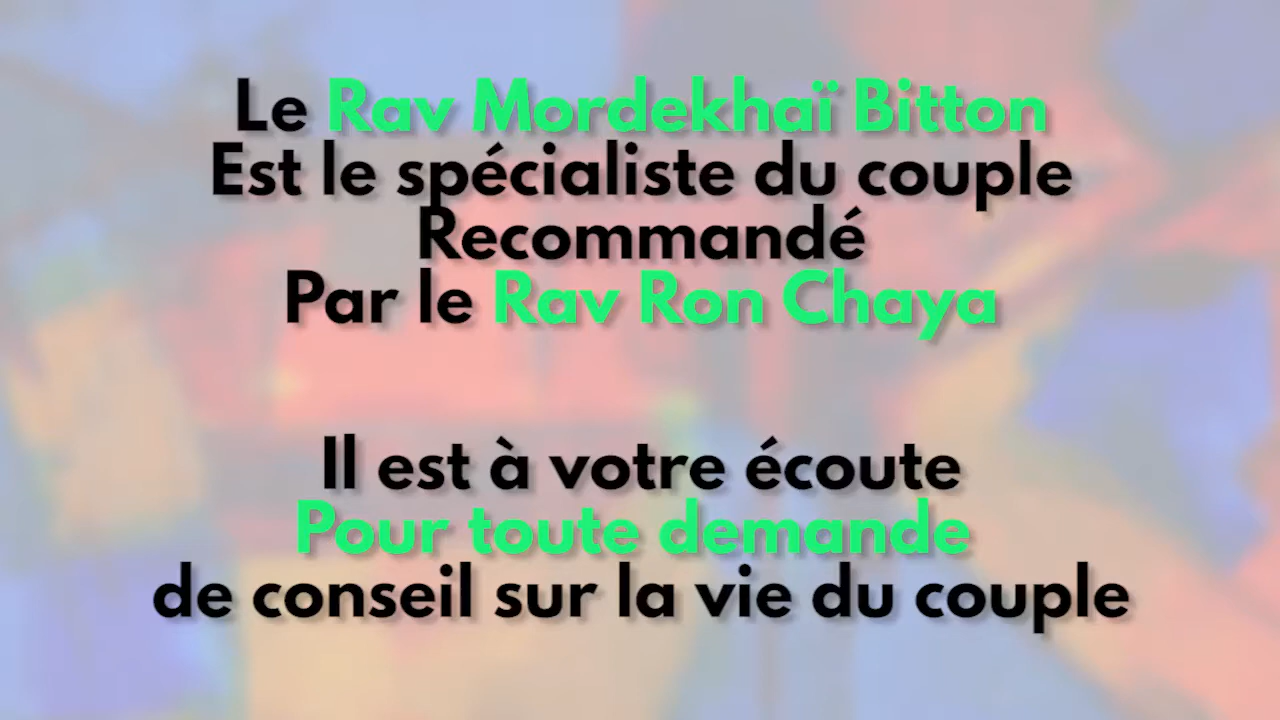 Le Rav Mordekhaï Bitton
Est le spécialiste du couple
Recommandé
Par le Rav Ron Chaya
Il est à votre écoute
Pour toute demande
de conseil sur la vie du couple